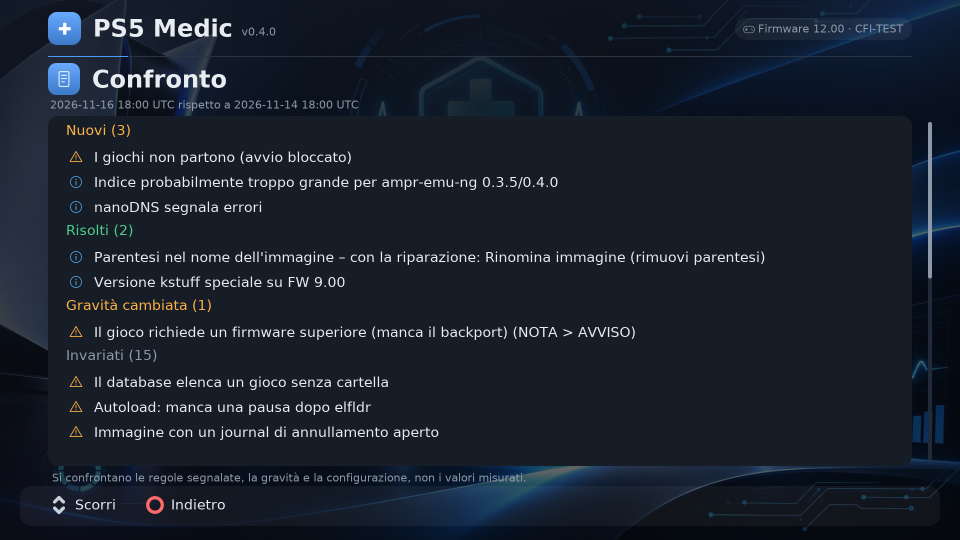 PS5 Medic v0.4.0
Firmware 12.00 · CFI-TEST
Confronto
2026-11-16 18:00 UTC rispetto a 2026-11-14 18:00 UTC
Nuovi (3)
I giochi non partono (avvio bloccato)
Indice probabilmente troppo grande per ampr-emu-ng 0.3.5/0.4.0
nanoDNS segnala errori
Risolti (2)
Parentesi nel nome dell'immagine – con la riparazione: Rinomina immagine (rimuovi parentesi)
Versione kstuff speciale su FW 9.00
Gravità cambiata (1)
Il gioco richiede un firmware superiore (manca il backport) (NOTA > AVVISO)
Invariati (15)
Il database elenca un gioco senza cartella
Autoload: manca una pausa dopo elfldr
Immagine con un journal di annullamento aperto
Si confrontano le regole segnalate, la gravità e la configurazione, non i valori misurati.
Scorri
Indietro